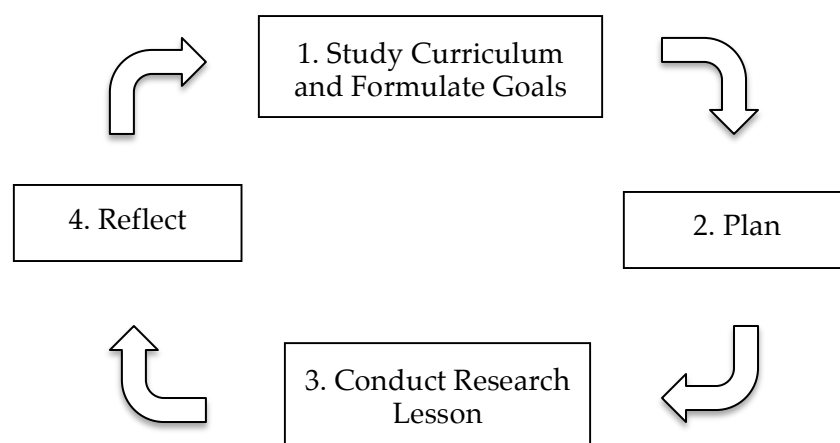 1. Study Curriculum
and Formulate Goals
2. Plan
3. Conduct Research
Lesson
4. Reflect